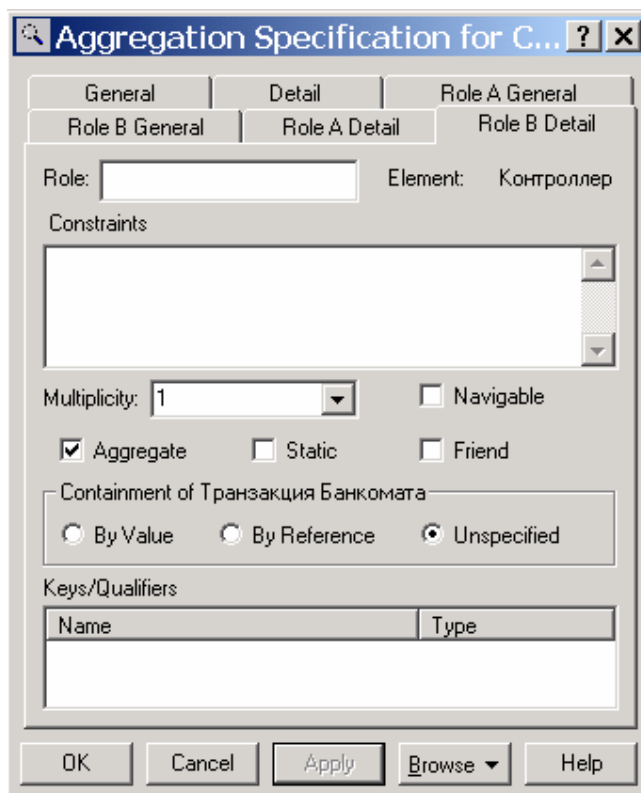 Aggregation Specification for C... ? X
General Detail Role A General
Role B General Role A Detail Role B Detail
Role: Element: Контроллер
Constraints
Multiplicity: 1 Navigable
Aggregate Static Friend
Containment of Транзакция Банкомата
By Value By Reference Unspecified
Keys/Qualifiers
Name Type
OK Cancel Apply Browse Help